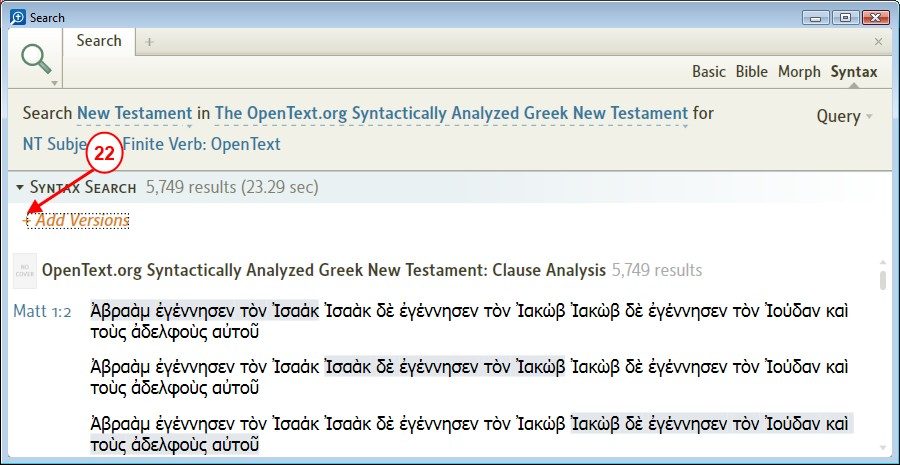 Search
Search +
Basic Bible Morph Syntax
Search New Testament in The OpenText.org Syntactically Analyzed Greek New Testament for
Query
NT Finite Verb: OpenText
22
SYNTAX SEARCH 5,749 results (23.29 sec)
+ Add Versions
NO COVER
OpenText.org Syntactically Analyzed Greek New Testament: Clause Analysis 5,749 results
Matt 1:2 Ἀβραὰμ ἐγέννησεν τὸν Ἰσαάκ Ἰσαὰκ δὲ ἐγέννησεν τὸν Ἰακώβ Ἰακὼβ δὲ ἐγέννησεν τὸν Ἰούδαν καὶ
τοὺς ἀδελφοὺς αὐτοῦ
Ἀβραὰμ ἐγέννησεν τὸν Ἰσαάκ Ἰσαὰκ δὲ ἐγέννησεν τὸν Ἰακώβ Ἰακὼβ δὲ ἐγέννησεν τὸν Ἰούδαν καὶ
τοὺς ἀδελφοὺς αὐτοῦ
Ἀβραὰμ ἐγέννησεν τὸν Ἰσαάκ Ἰσαὰκ δὲ ἐγέννησεν τὸν Ἰακώβ Ἰακὼβ δὲ ἐγέννησεν τὸν Ἰούδαν καὶ
τοὺς ἀδελφοὺς αὐτοῦ